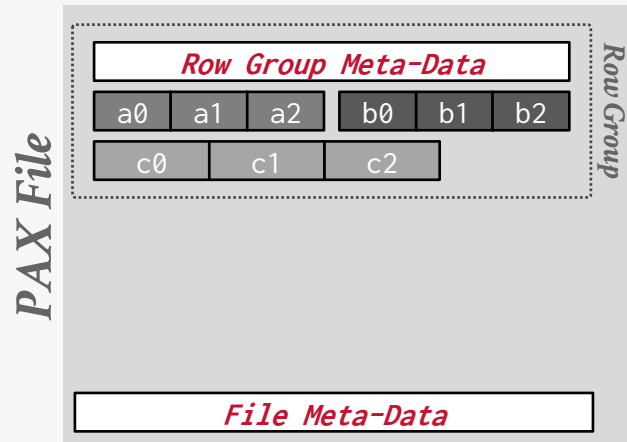 PAX File
Row Group Meta-Data
a0 a1 a2 b0 b1 b2
c0 c1 c2
Row Group
File Meta-Data